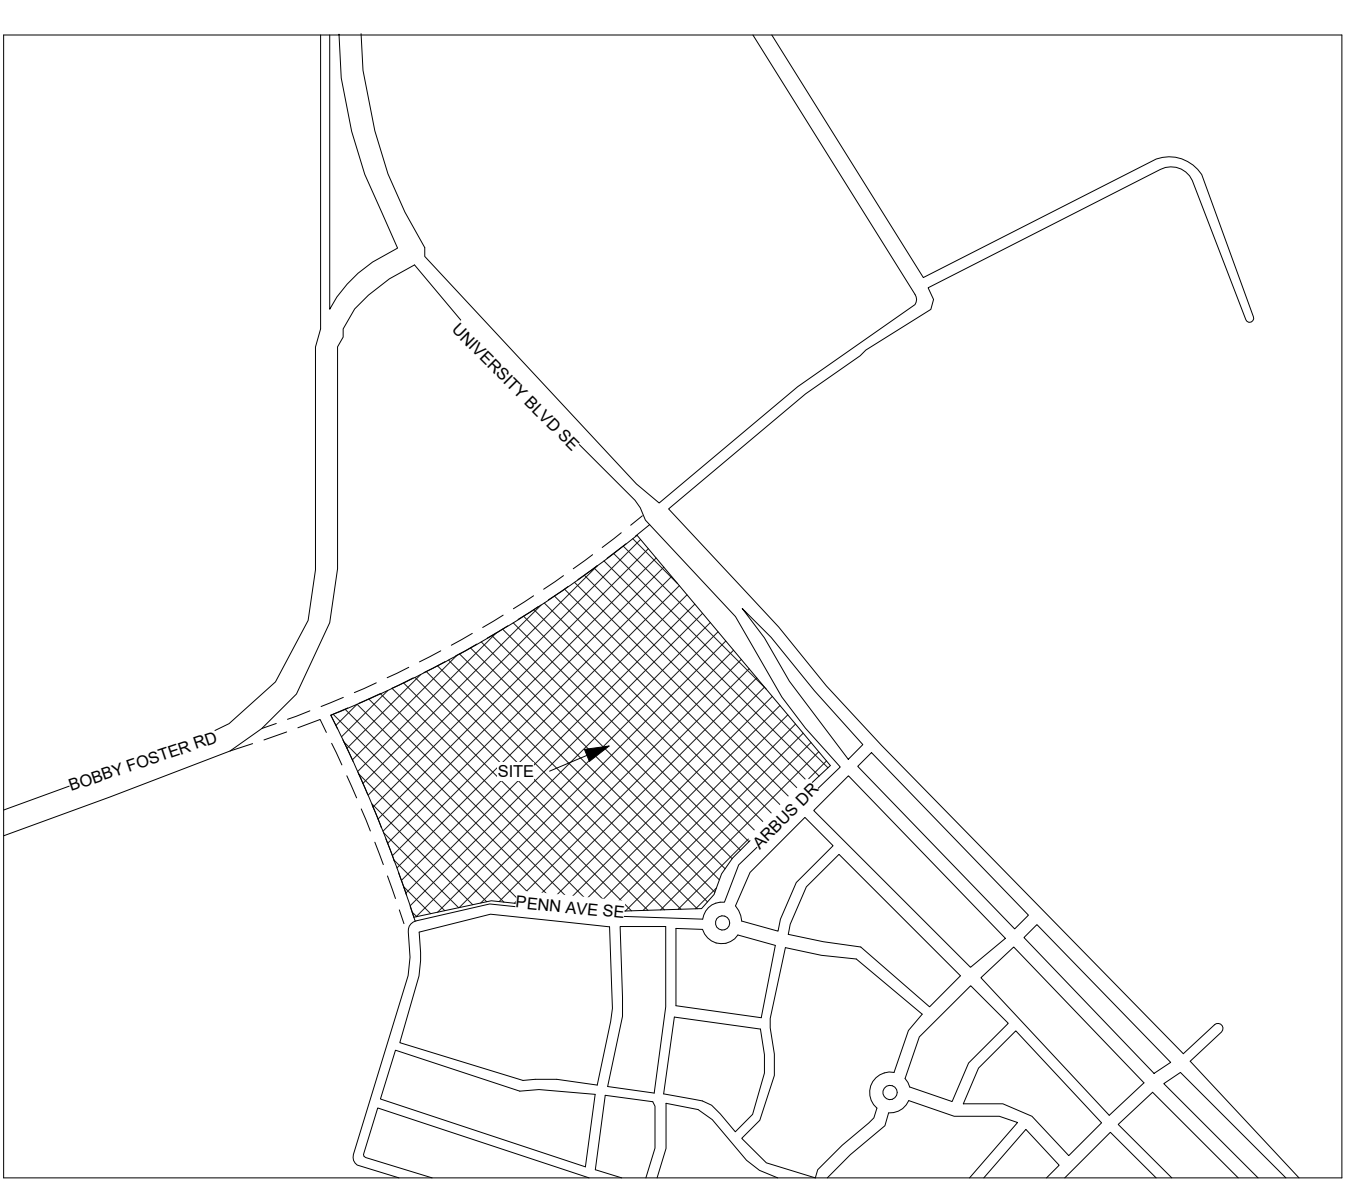 UNIVERSITY BLVD SE
BOBBY FOSTER RD
SITE
ARBUS DR
PENN AVE SE